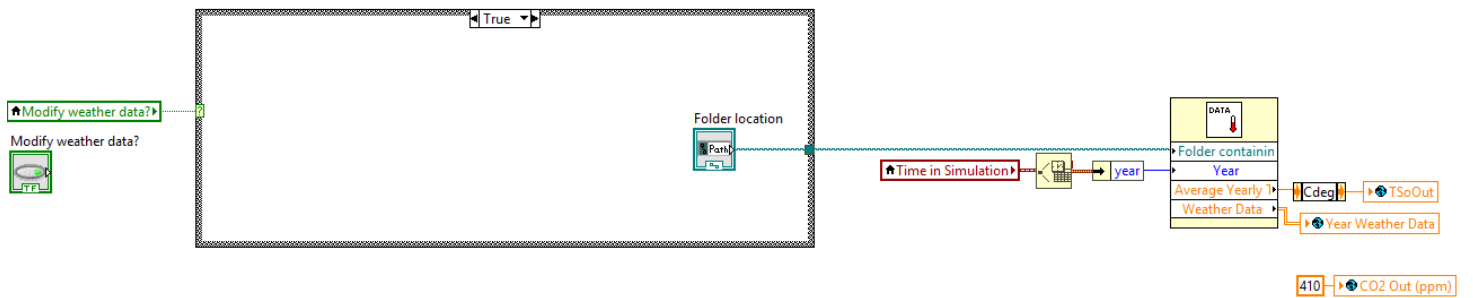 True
Modify weather data?
?
Modify weather data?
TF
Folder location
Path
Time in Simulation
year
DATA
Folder containin
Year
Average Yearly T
Weather Data
Cdeg
TSoOut
Year Weather Data
410
CO2 Out (ppm)